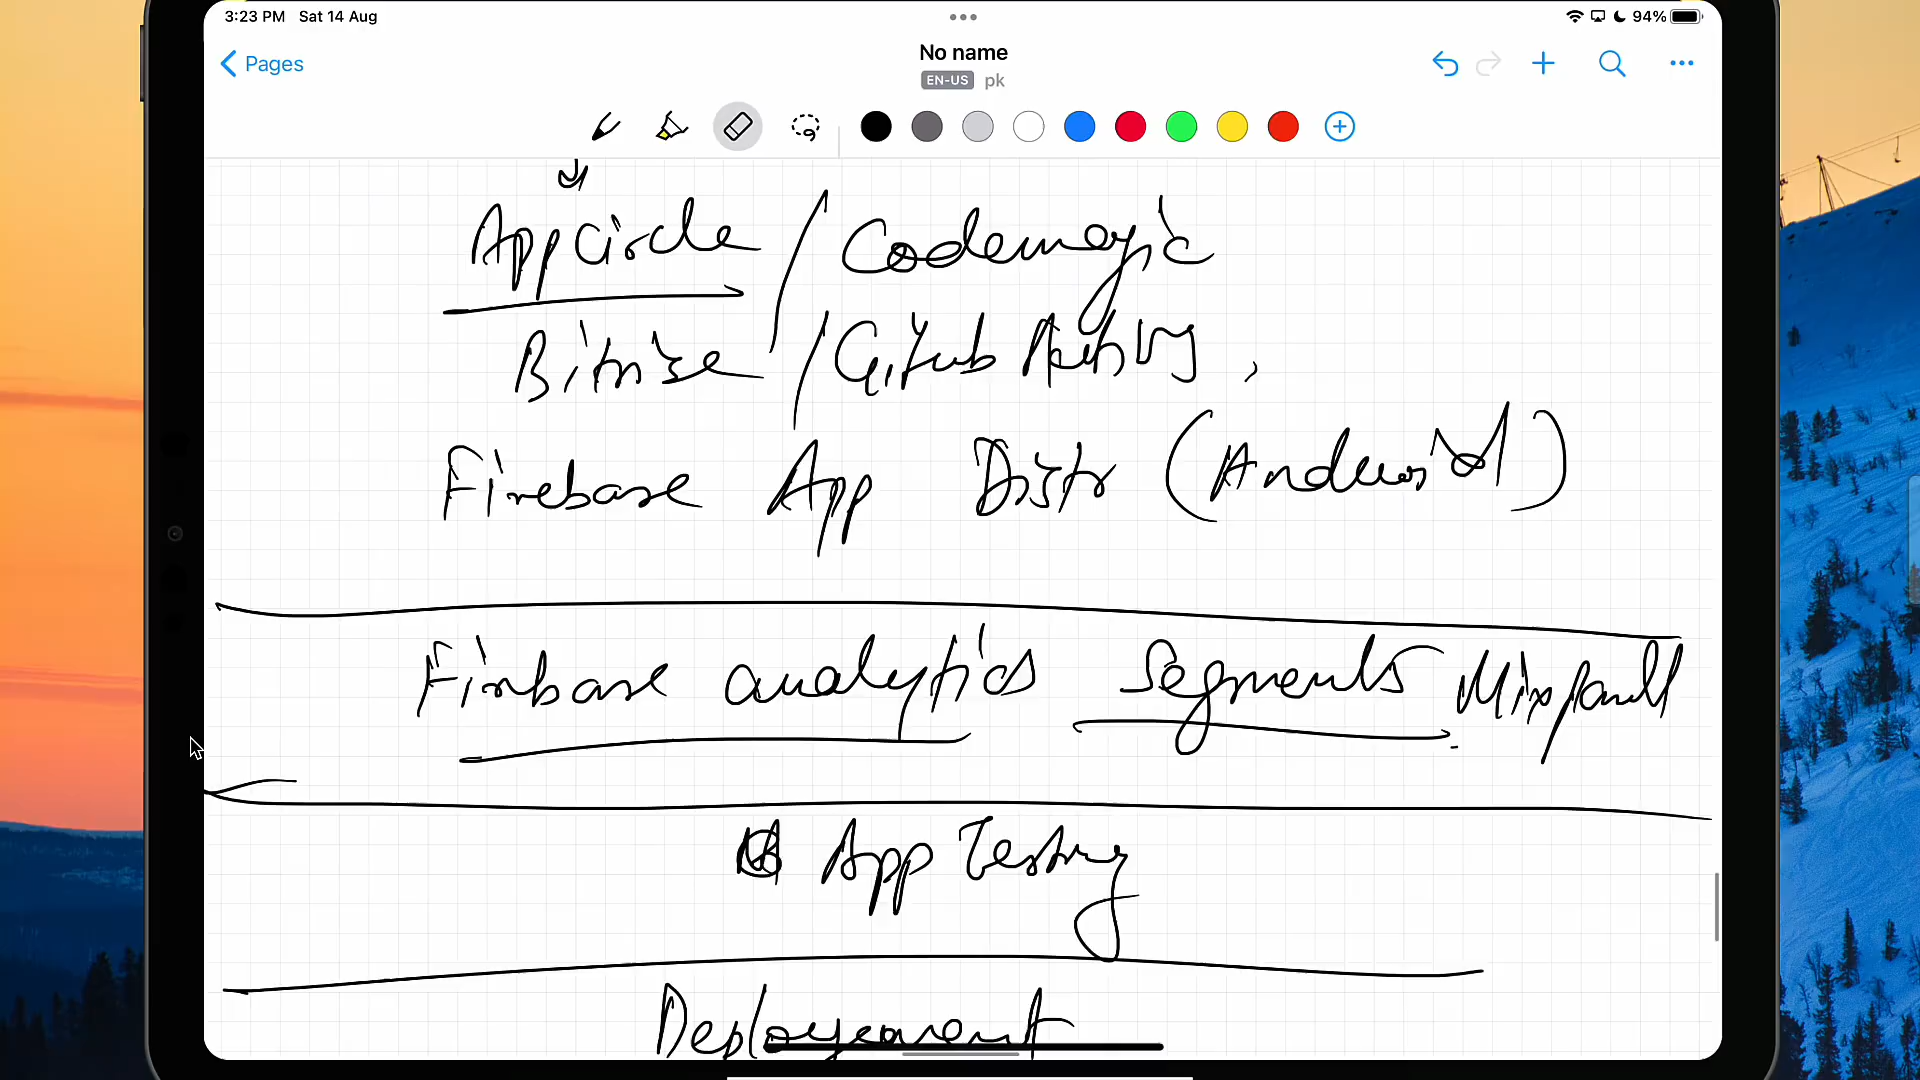 3:23 PM Sat 14 Aug
94%
Pages
No name
EN-US pk
AppCircle / Codemagic
Bitrise / Github Actions,
Firebase App Distr (Android)
Firebase analytics Segments Mixpanel
App Testing
Deployement